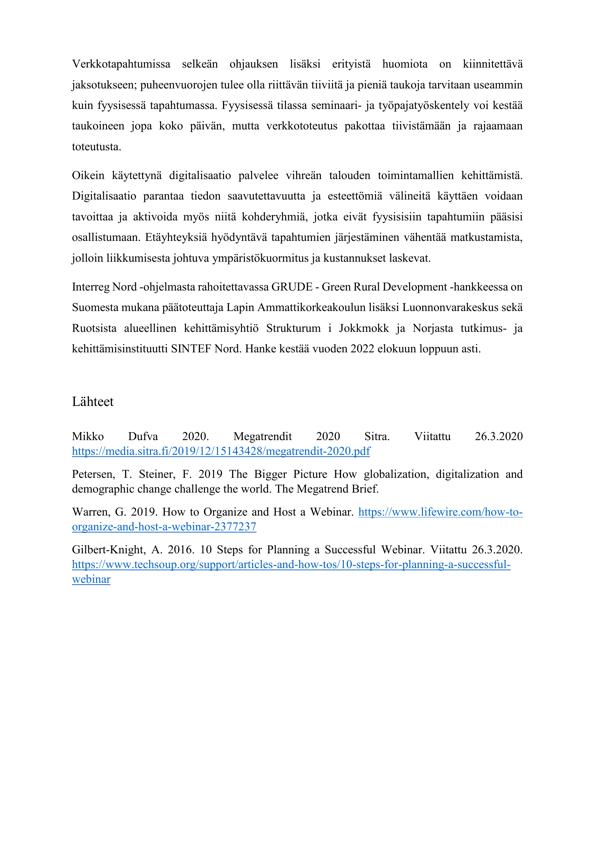 Verkkotapahtumissa selkeän ohjauksen lisäksi erityistä huomiota on kiinnitettävä
jaksotukseen; puheenvuorojen tulee olla riittävän tiiviitä ja pieniä taukoja tarvitaan useammin
kuin fyysisessä tapahtumassa. Fyysisessä tilassa seminaari- ja työpajatyöskentely voi kestää
taukoineen jopa koko päivän, mutta verkkototeutus pakottaa tiivistämään ja rajaamaan
toteutusta.
Oikein käytettynä digitalisaatio palvelee vihreän talouden toimintamallien kehittämistä.
Digitalisaatio parantaa tiedon saavutettavuutta ja esteettömiä välineitä käyttäen voidaan
tavoittaa ja aktivoida myös niitä kohderyhmiä, jotka eivät fyysisisiin tapahtumiin pääsisi
osallistumaan. Etäyhteyksiä hyödyntävä tapahtumien järjestäminen vähentää matkustamista,
jolloin liikkumisesta johtuva ympäristökuormitus ja kustannukset laskevat.
Interreg Nord -ohjelmasta rahoitettavassa GRUDE - Green Rural Development -hankkeessa on
Suomesta mukana päätoteuttaja Lapin Ammattikorkeakoulun lisäksi Luonnonvarakeskus sekä
Ruotsista alueellinen kehittämisyhtiö Strukturum i Jokkmokk ja Norjasta tutkimus- ja
kehittämisinstituutti SINTEF Nord. Hanke kestää vuoden 2022 elokuun loppuun asti.
Lähteet
Mikko Dufva 2020. Megatrendit 2020 Sitra. Viitattu 26.3.2020
https://media.sitra.fi/2019/12/15143428/megatrendit-2020.pdf
Petersen, T. Steiner, F. 2019 The Bigger Picture How globalization, digitalization and
demographic change challenge the world. The Megatrend Brief.
Warren, G. 2019. How to Organize and Host a Webinar. https://www.lifewire.com/how-to-
organize-and-host-a-webinar-2377237
Gilbert-Knight, A. 2016. 10 Steps for Planning a Successful Webinar. Viitattu 26.3.2020.
https://www.techsoup.org/support/articles-and-how-tos/10-steps-for-planning-a-successful-
webinar